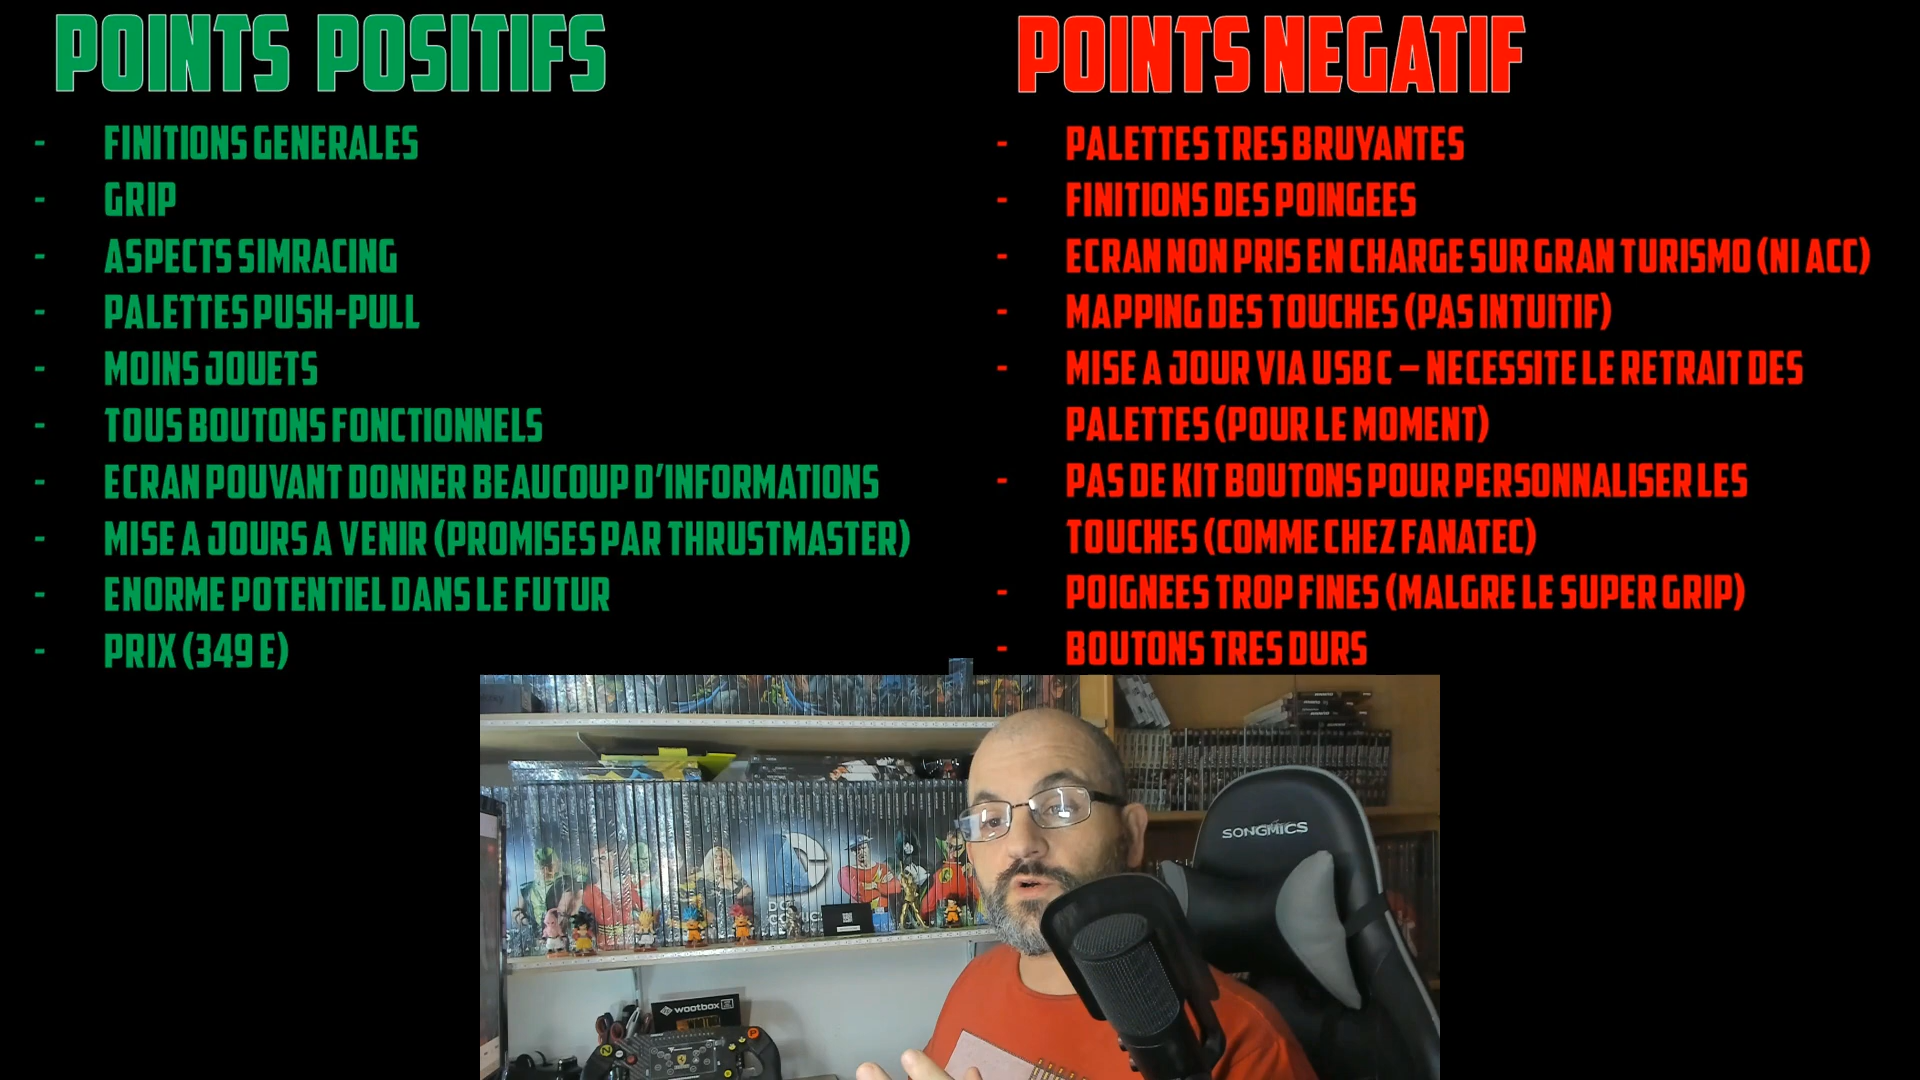 POINTS POSITIFS
- FINITIONS GENERALES
- GRIP
- ASPECTS SIMRACING
- PALETTES PUSH-PULL
- MOINS JOUETS
- TOUS BOUTONS FONCTIONNELS
- ECRAN POUVANT DONNER BEAUCOUP D'INFORMATIONS
- MISE A JOURS A VENIR (PROMISES PAR THRUSTMASTER)
- ENORME POTENTIEL DANS LE FUTUR
- PRIX (349 E)
POINTS NEGATIF
- PALETTES TRES BRUYANTES
- FINITIONS DES POINGEES
- ECRAN NON PRIS EN CHARGE SUR GRAN TURISMO (NI ACC)
- MAPPING DES TOUCHES (PAS INTUITIF)
- MISE A JOUR VIA USB C – NECESSITE LE RETRAIT DES
PALETTES (POUR LE MOMENT)
- PAS DE KIT BOUTONS POUR PERSONNALISER LES
TOUCHES (COMME CHEZ FANATEC)
- POIGNEES TROP FINES (MALGRE LE SUPER GRIP)
- BOUTONS TRES DURS
SONGMICS
DC COMICS
wootbox
N
P